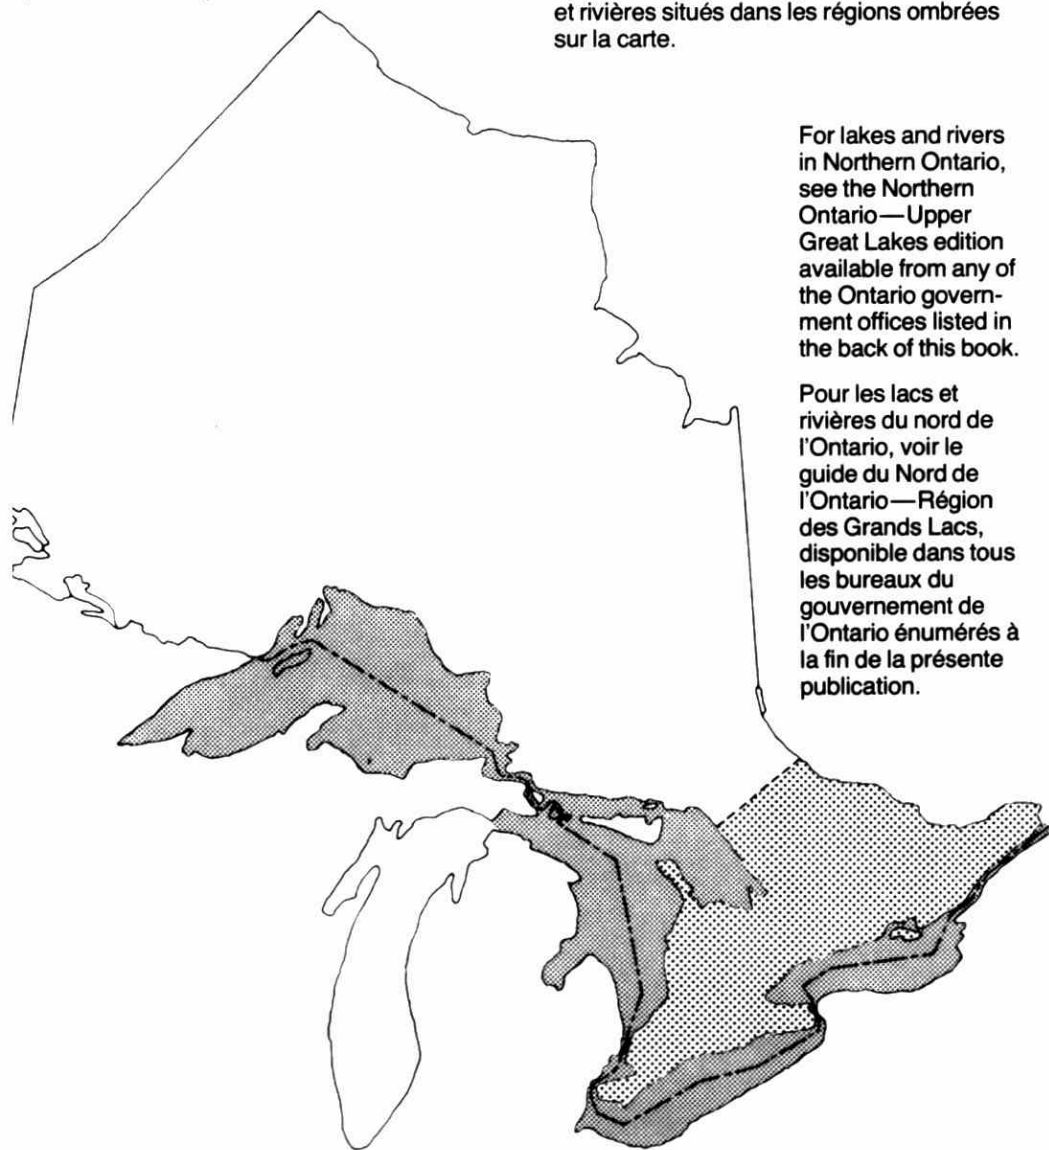 et rivières situés dans les régions ombrées
sur la carte.
For lakes and rivers
in Northern Ontario,
see the Northern
Ontario—Upper
Great Lakes edition
available from any of
the Ontario govern-
ment offices listed in
the back of this book.
Pour les lacs et
rivières du nord de
l'Ontario, voir le
guide du Nord de
l'Ontario—Région
des Grands Lacs,
disponible dans tous
les bureaux du
gouvernement de
l'Ontario énumérés à
la fin de la présente
publication.